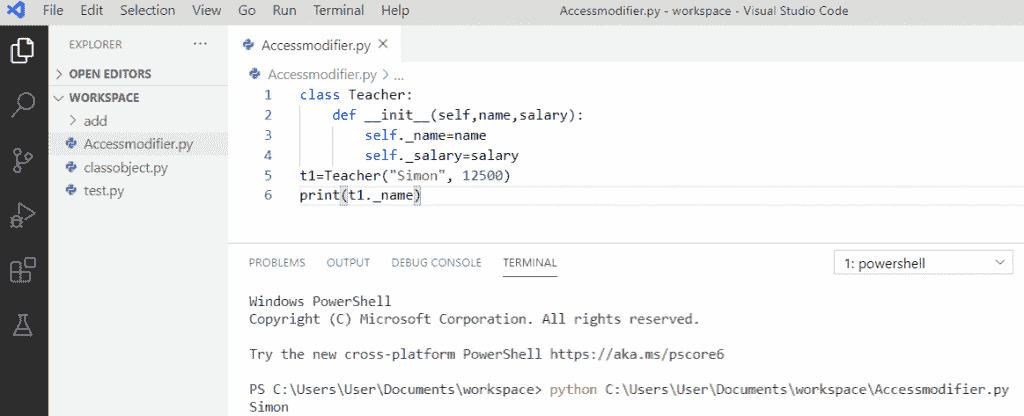 File Edit Selection View Go Run Terminal Help Accessmodifier.py - workspace - Visual Studio Code
EXPLORER ...
OPEN EDITORS
WORKSPACE
add
Accessmodifier.py
classobject.py
test.py
Accessmodifier.py ×
Accessmodifier.py > ...
1 class Teacher:
2     def __init__(self,name,salary):
3         self._name=name
4         self._salary=salary
5 t1=Teacher("Simon", 12500)
6 print(t1._name)
PROBLEMS OUTPUT DEBUG CONSOLE TERMINAL 1: powershell
Windows PowerShell
Copyright (C) Microsoft Corporation. All rights reserved.
Try the new cross-platform PowerShell https://aka.ms/pscore6
PS C:\Users\User\Documents\workspace> python C:\Users\User\Documents\workspace\Accessmodifier.py
Simon